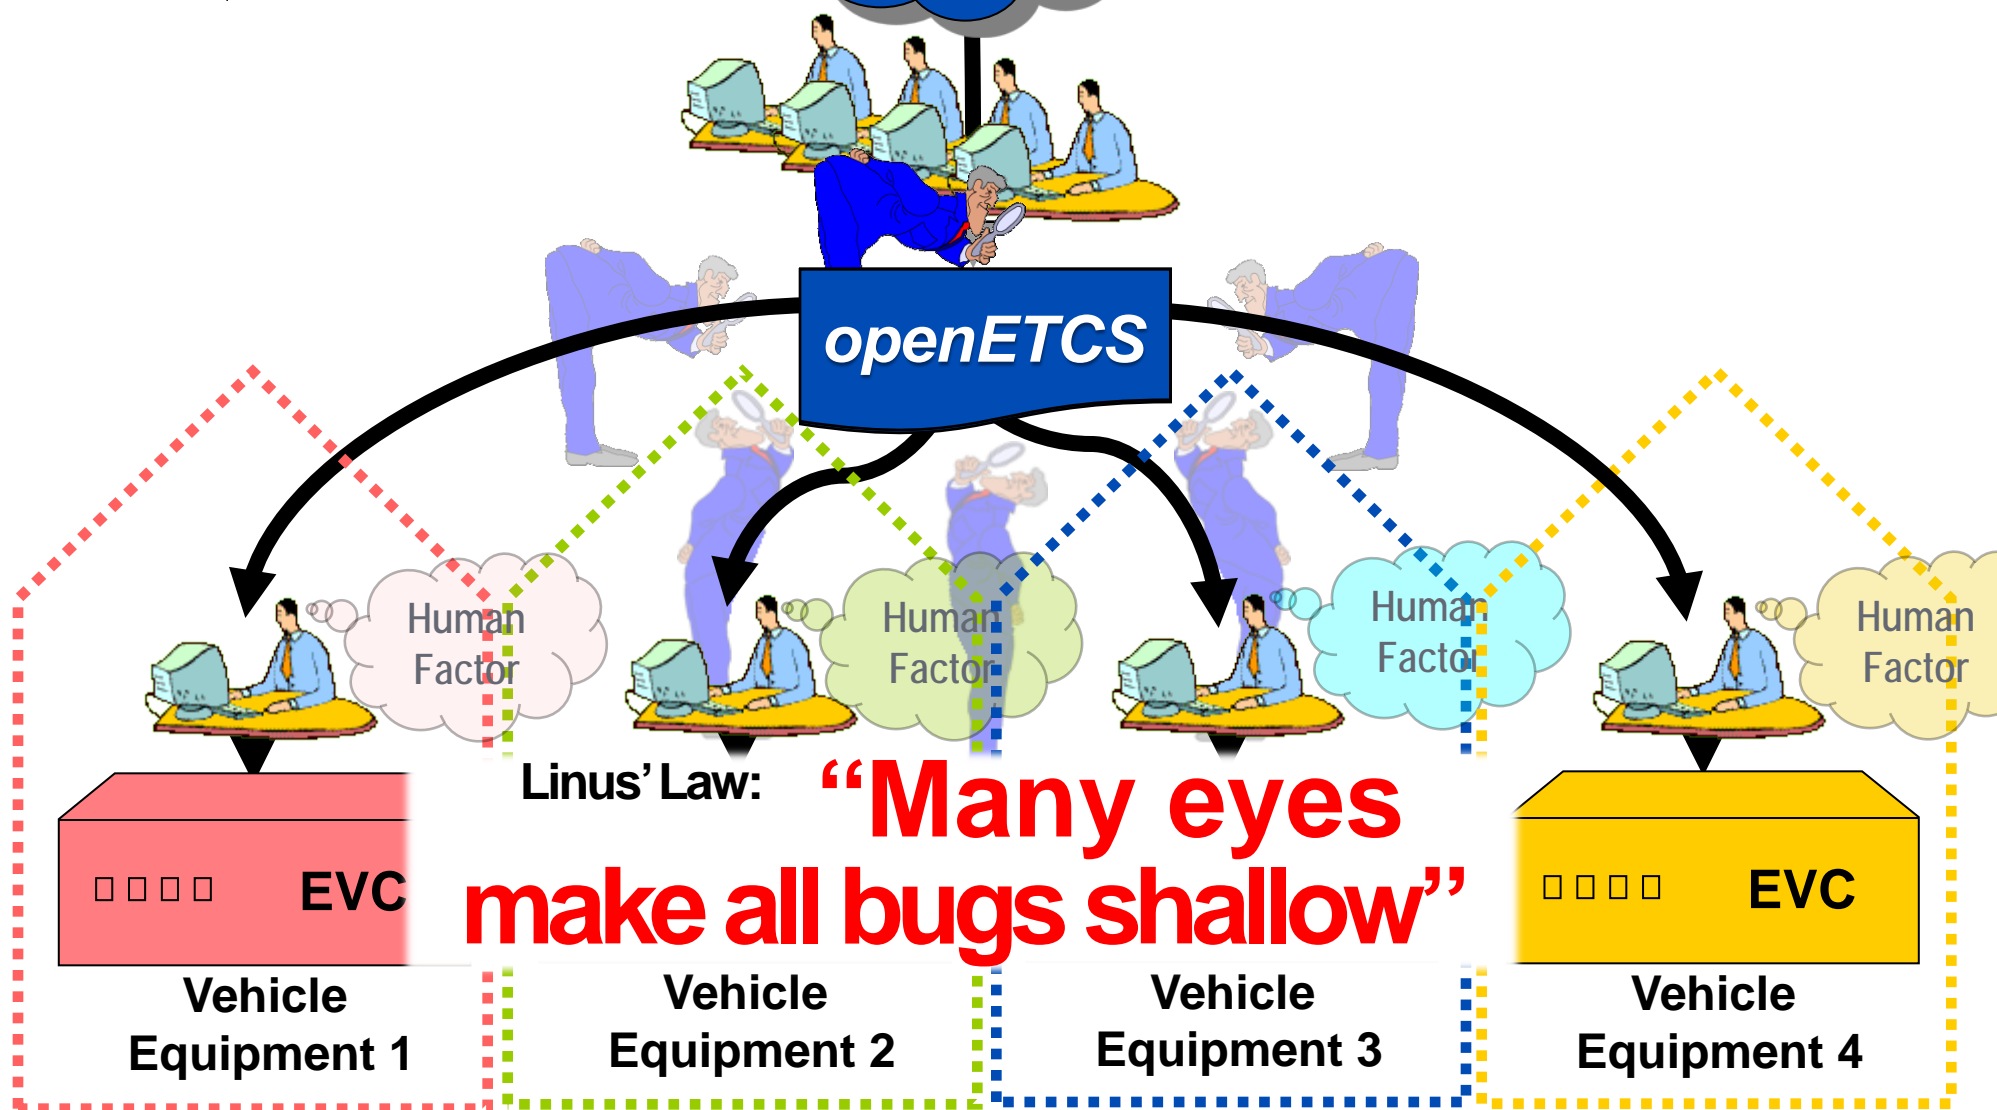 openETCS
Human
Factor
Human
Factor
Human
Factor
Human
Factor
Linus’ Law: “Many eyes
make all bugs shallow”
EVC
EVC
Vehicle
Equipment 1
Vehicle
Equipment 2
Vehicle
Equipment 3
Vehicle
Equipment 4